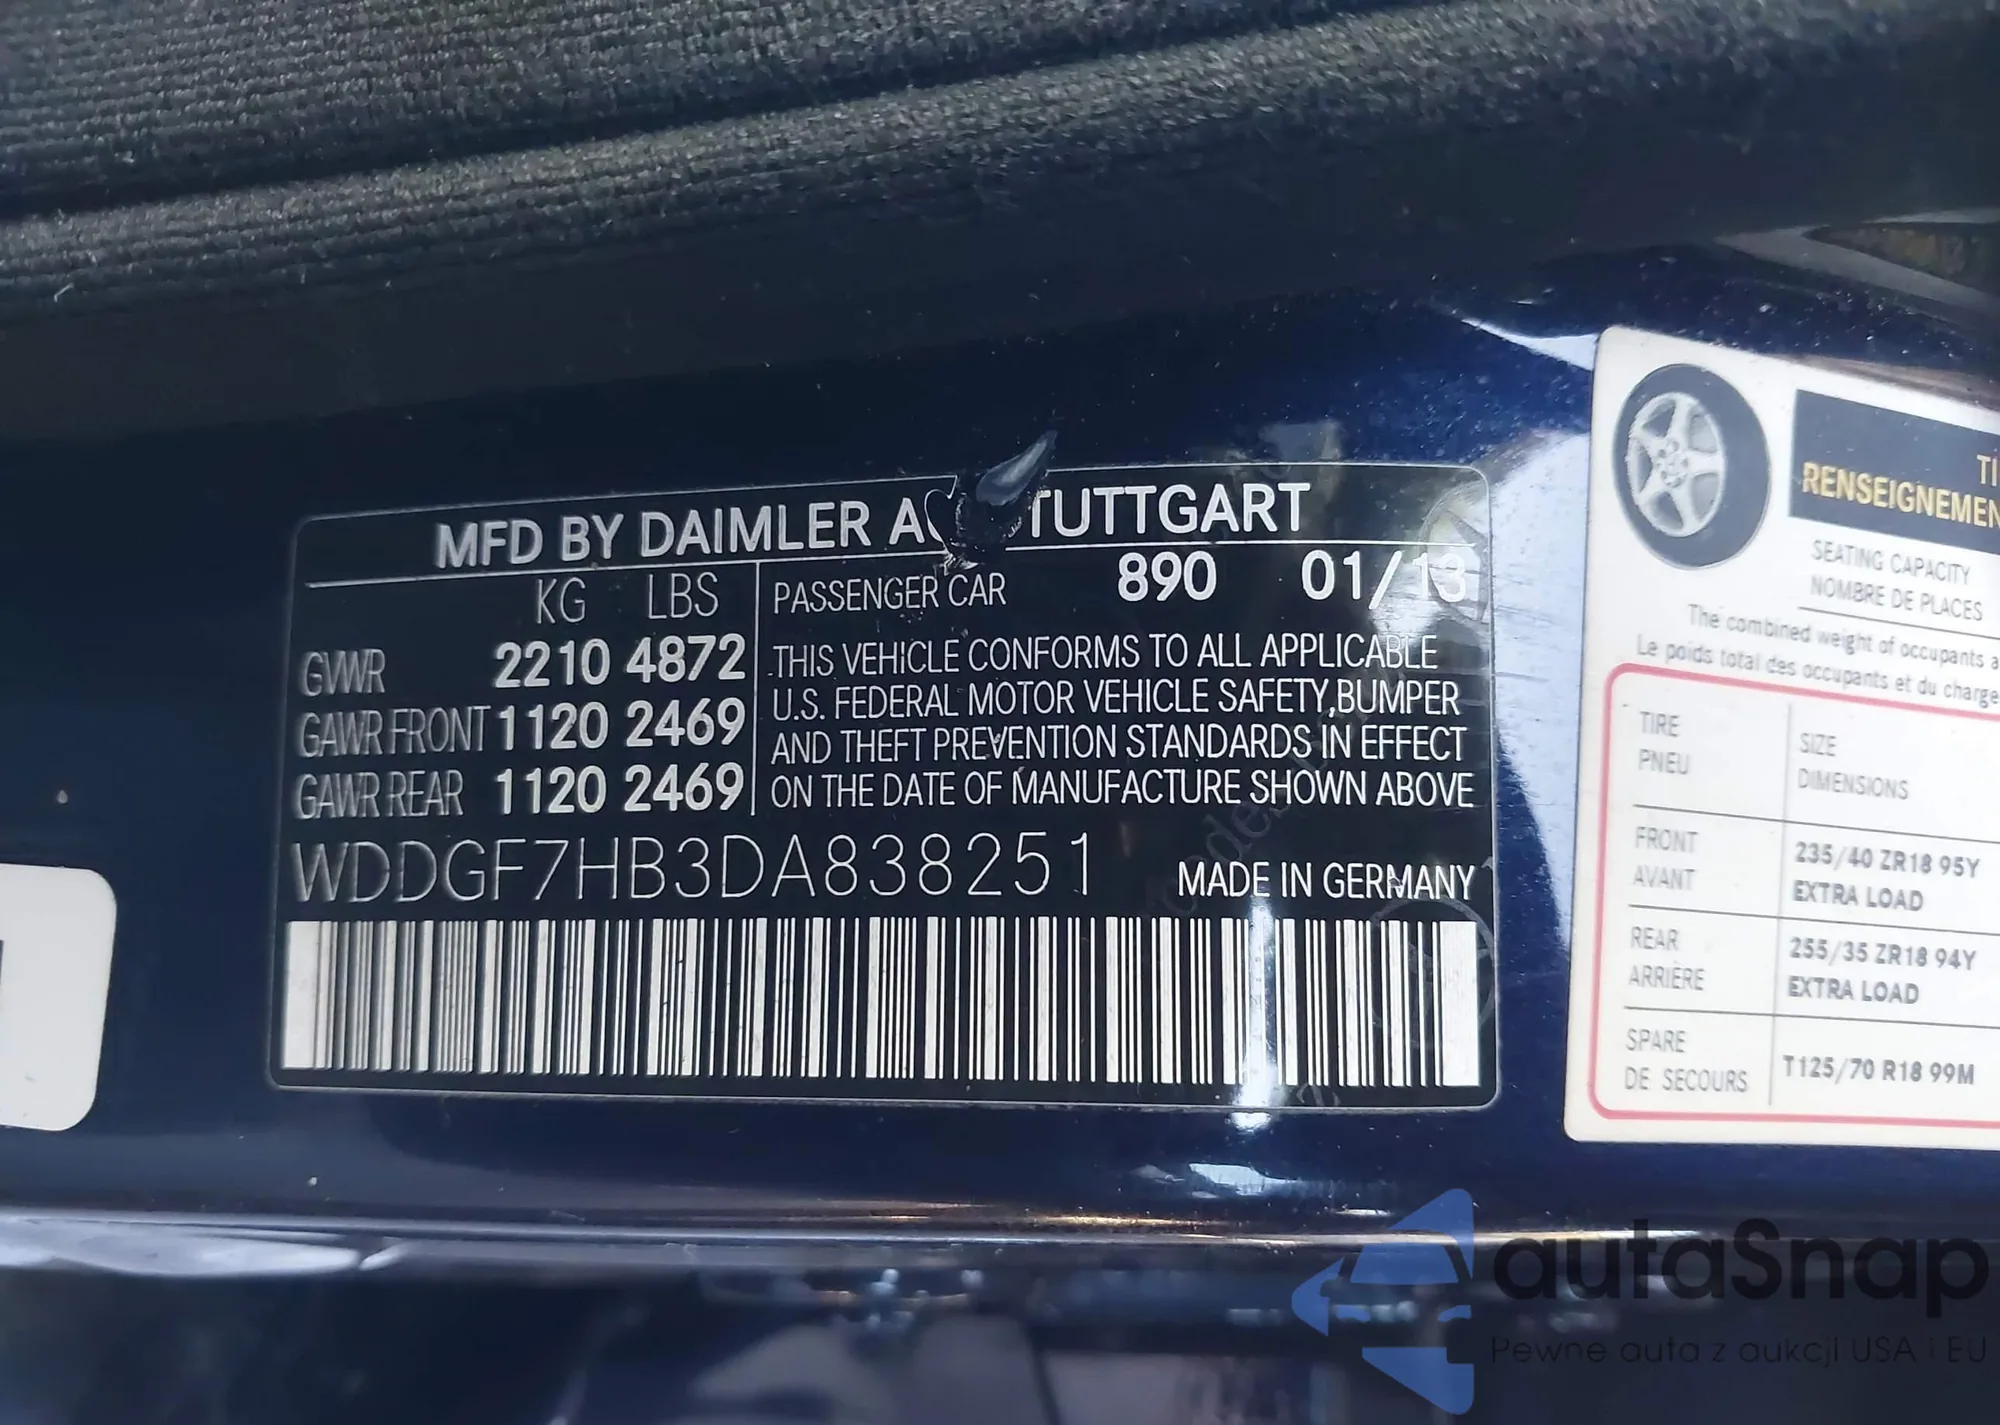 MFD BY DAIMLER AG STUTTGART
KG LBS
PASSENGER CAR 890 01/13
GVWR 2210 4872
GAWR FRONT 1120 2469
GAWR REAR 1120 2469
THIS VEHICLE CONFORMS TO ALL APPLICABLE
U.S. FEDERAL MOTOR VEHICLE SAFETY,BUMPER
AND THEFT PREVENTION STANDARDS IN EFFECT
ON THE DATE OF MANUFACTURE SHOWN ABOVE
WDDGF7HB3DA838251
MADE IN GERMANY
TI
RENSEIGNEMEN
SEATING CAPACITY
NOMBRE DE PLACES
The combined weight of occupants a
Le poids total des occupants et du charge
TIRE
PNEU
SIZE
DIMENSIONS
FRONT
AVANT
235/40 ZR18 95Y
EXTRA LOAD
REAR
ARRIÈRE
255/35 ZR18 94Y
EXTRA LOAD
SPARE
DE SECOURS
T125/70 R18 99M
autaSnap
Pewne auta z aukcji USA i EU